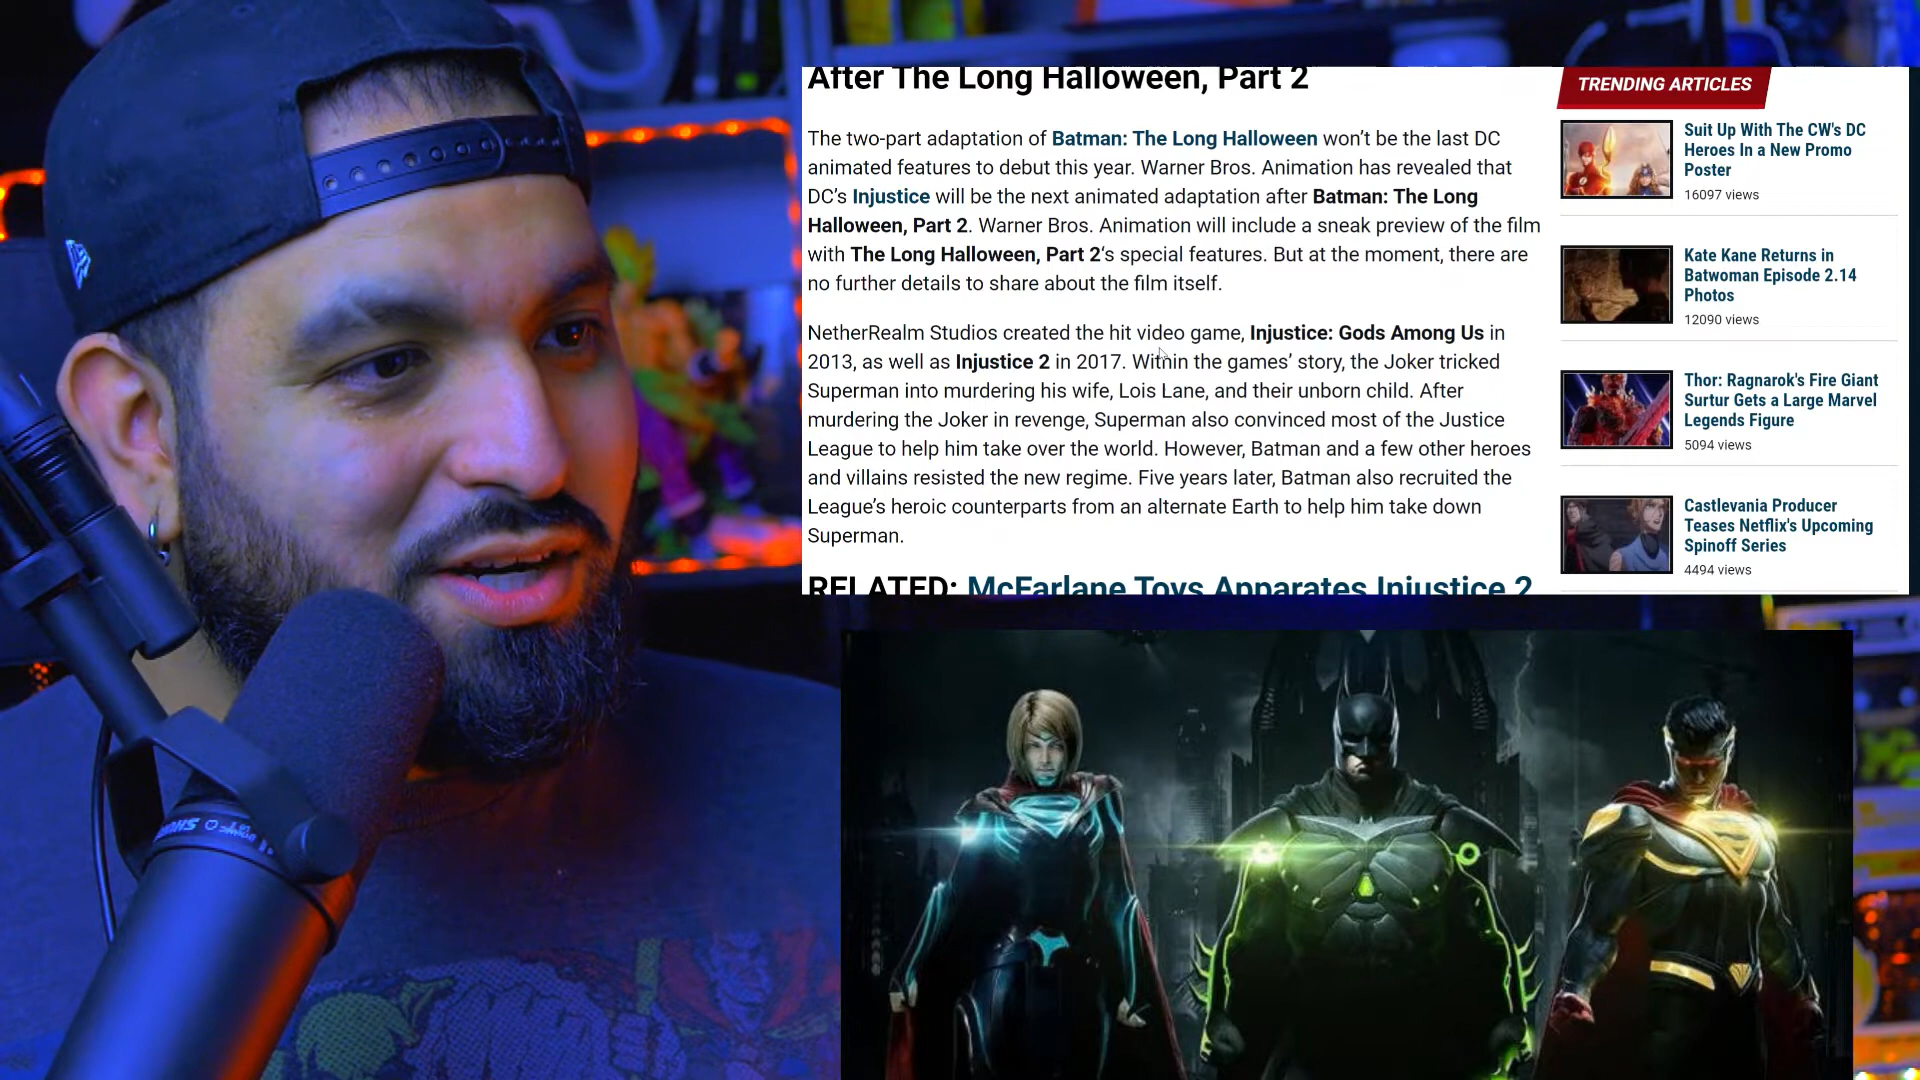 After The Long Halloween, Part 2
The two-part adaptation of Batman: The Long Halloween won't be the last DC
animated features to debut this year. Warner Bros. Animation has revealed that
DC's Injustice will be the next animated adaptation after Batman: The Long
Halloween, Part 2. Warner Bros. Animation will include a sneak preview of the film
with The Long Halloween, Part 2‘s special features. But at the moment, there are
no further details to share about the film itself.
NetherRealm Studios created the hit video game, Injustice: Gods Among Us in
2013, as well as Injustice 2 in 2017. Within the games’ story, the Joker tricked
Superman into murdering his wife, Lois Lane, and their unborn child. After
murdering the Joker in revenge, Superman also convinced most of the Justice
League to help him take over the world. However, Batman and a few other heroes
and villains resisted the new regime. Five years later, Batman also recruited the
League’s heroic counterparts from an alternate Earth to help him take down
Superman.
RELATED: McFarlane Toys Apparates Injustice 2
TRENDING ARTICLES
Suit Up With The CW's DC
Heroes In a New Promo
Poster
16097 views
Kate Kane Returns in
Batwoman Episode 2.14
Photos
12090 views
Thor: Ragnarok's Fire Giant
Surtur Gets a Large Marvel
Legends Figure
5094 views
Castlevania Producer
Teases Netflix's Upcoming
Spinoff Series
4494 views